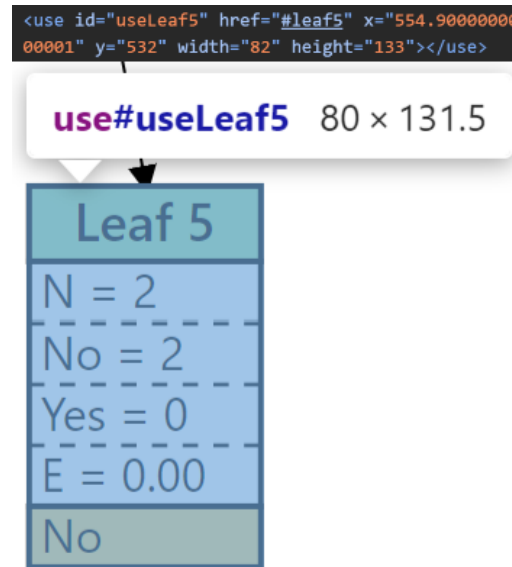 <use id="useLeaf5" href="#leaf5" x="554.90000000
00001" y="532" width="82" height="133"></use>
use#useLeaf5 80 × 131.5
Leaf 5
N = 2
No = 2
Yes = 0
E = 0.00
No